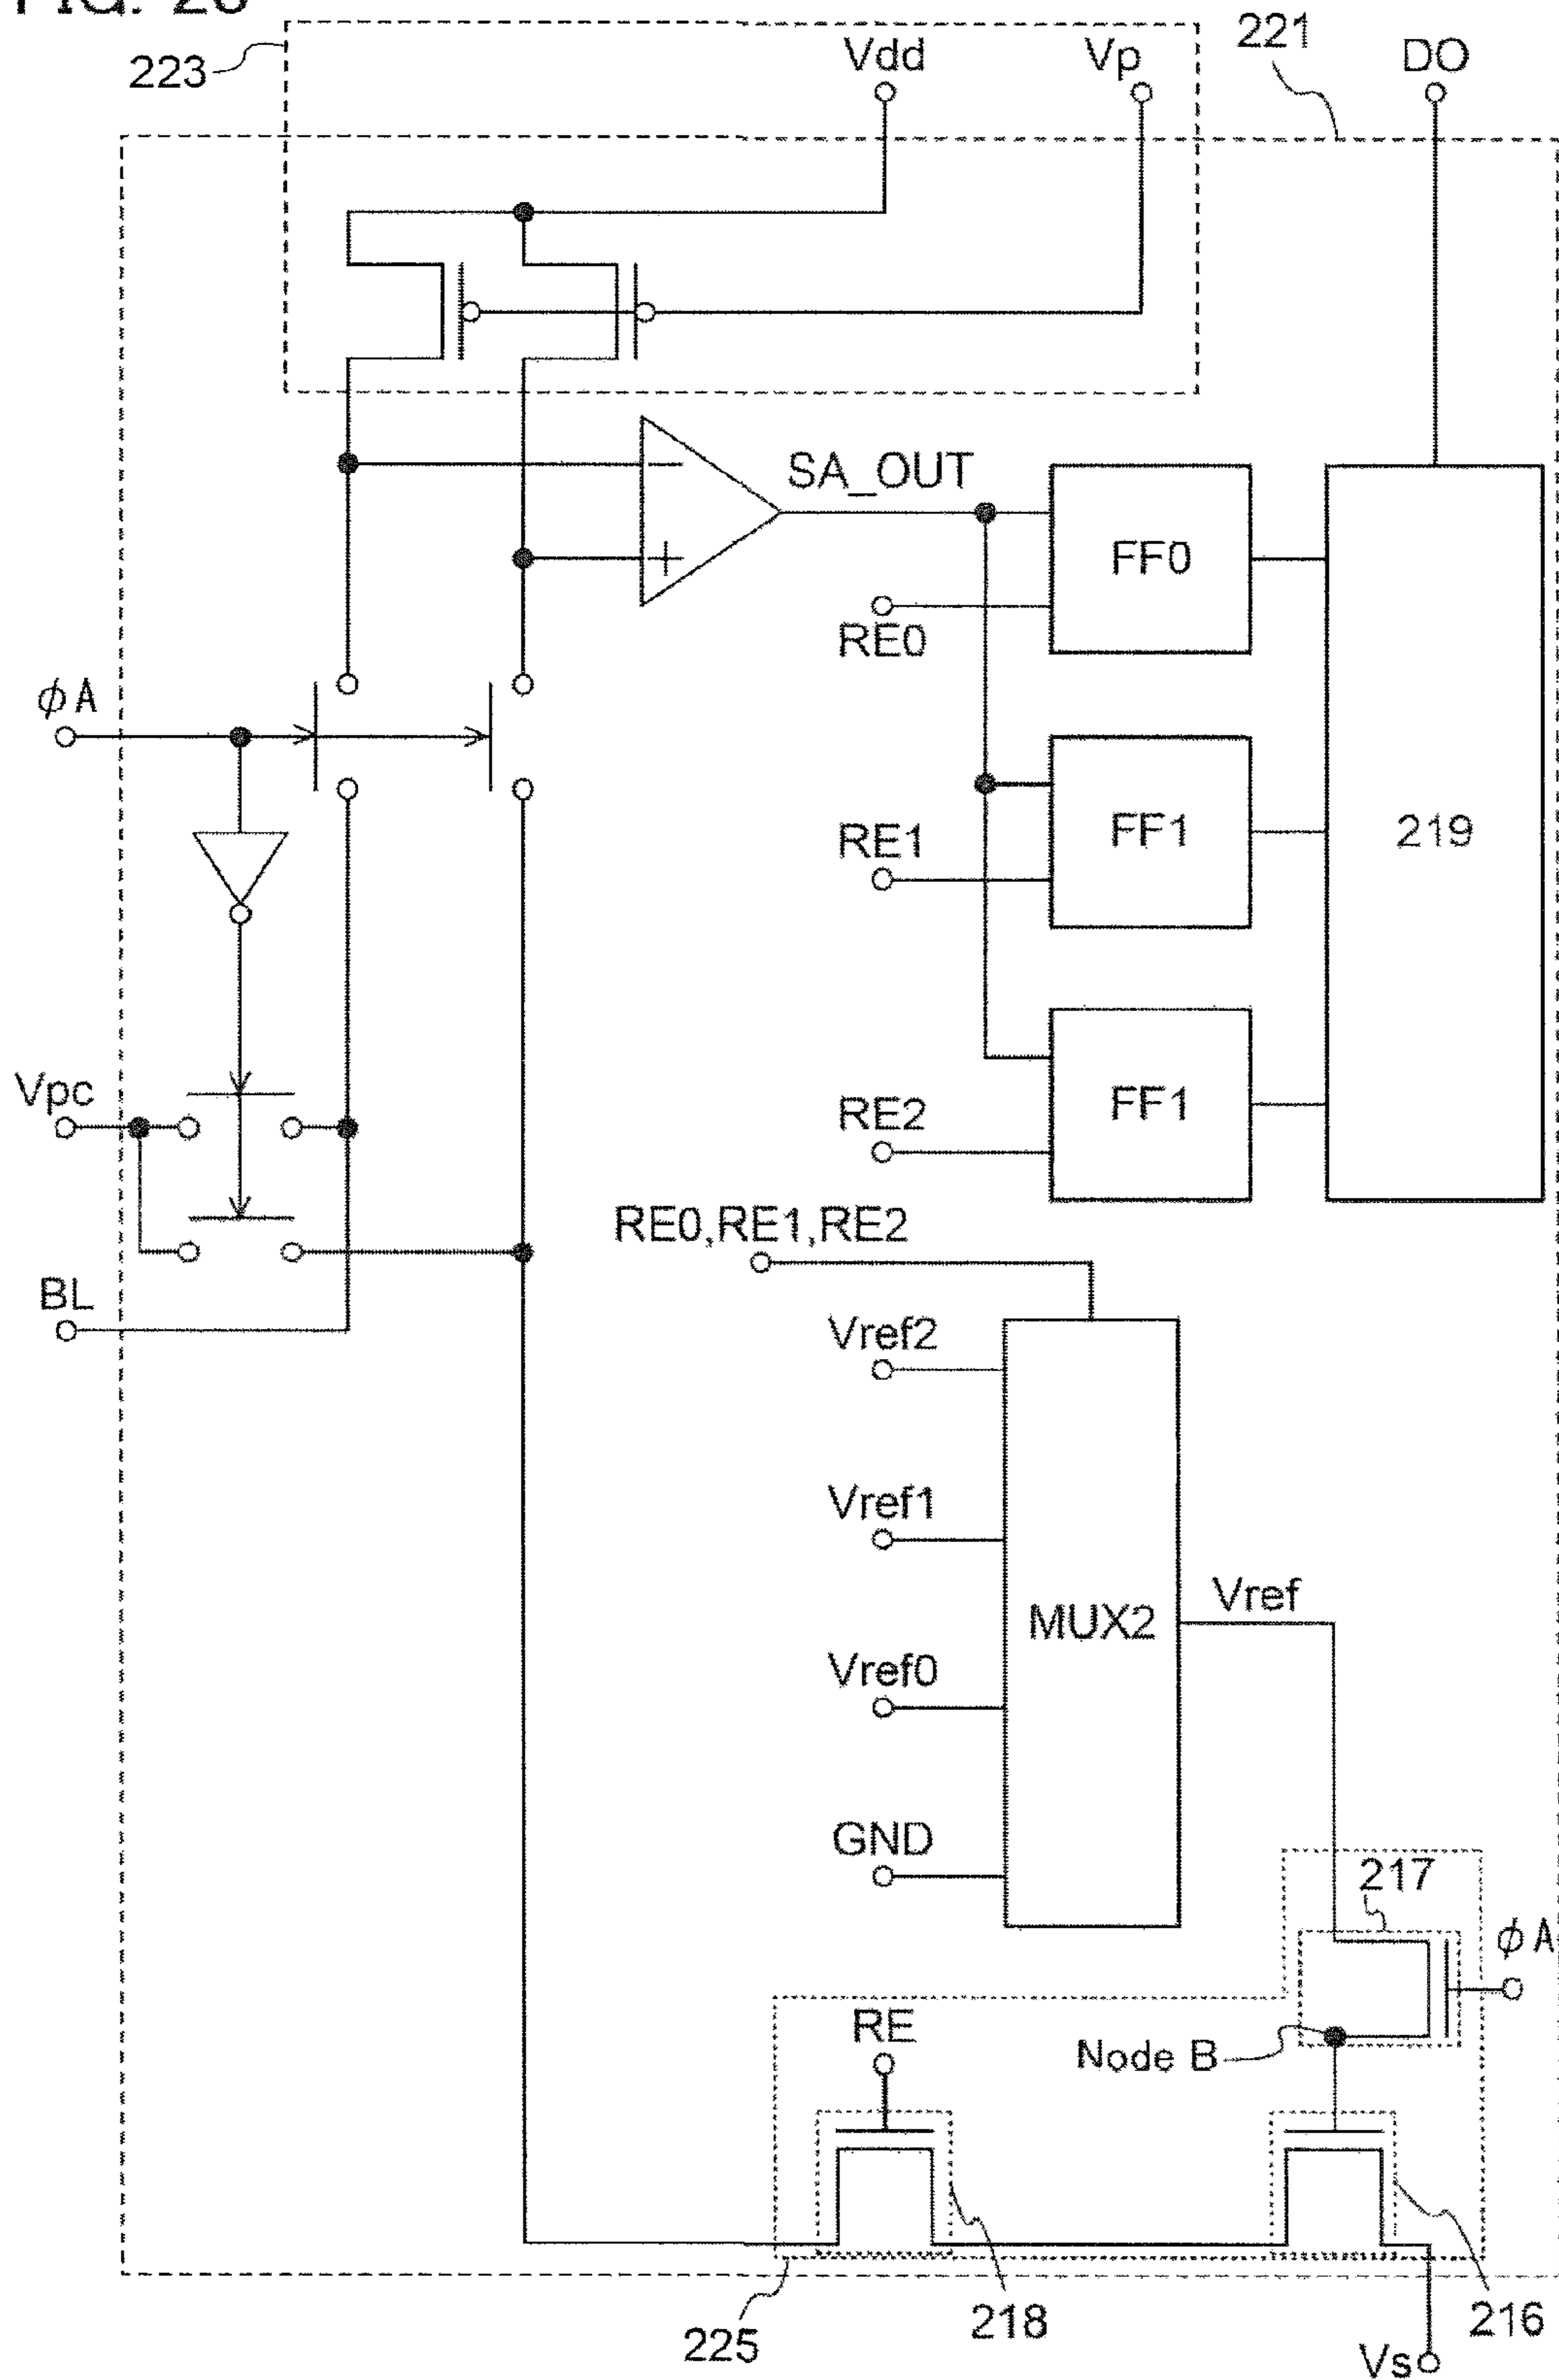 223
Vdd
Vp
221
DO
SA_OUT
FF0
RE0
φA
FF1
RE1
219
Vpc
FF1
RE2
RE0,RE1,RE2
BL
Vref2
Vref1
MUX2
Vref
Vref0
GND
217
φA
RE
Node B
218
216
225
Vs